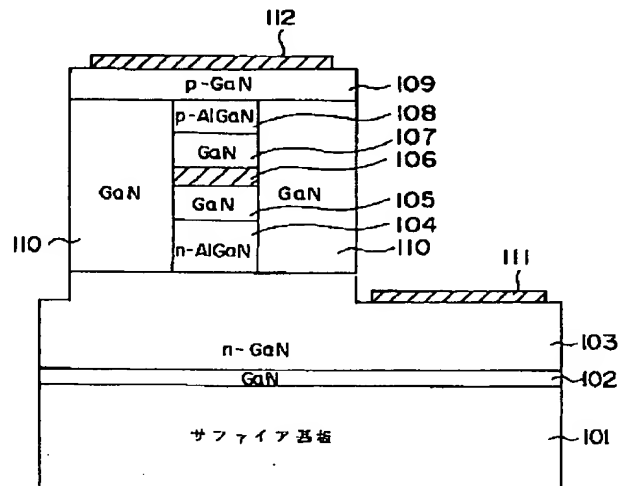 112
p-GaN
109
p-AlGaN
108
GaN
107
106
GaN
GaN
GaN
105
104
n-AlGaN
110
110
111
n-GaN
103
GaN
102
サファイア基板
101